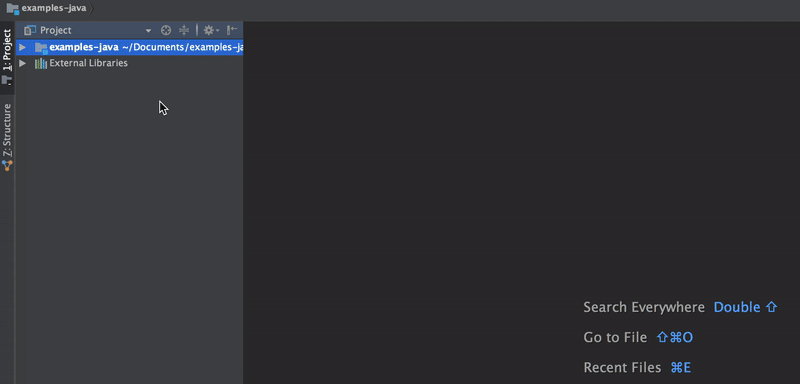 examples-java
1: Project
Project
examples-java ~/Documents/examples-ja
External Libraries
Z: Structure
Search Everywhere Double ⇧
Go to File ⇧⌘O
Recent Files ⌘E